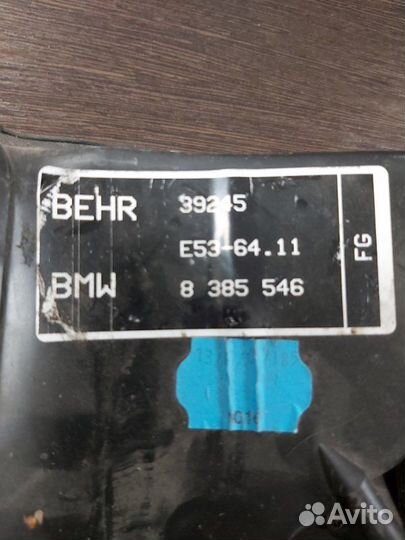 BEHR 39245
E53-64.11
BMW 8 385 546
FG
Avito